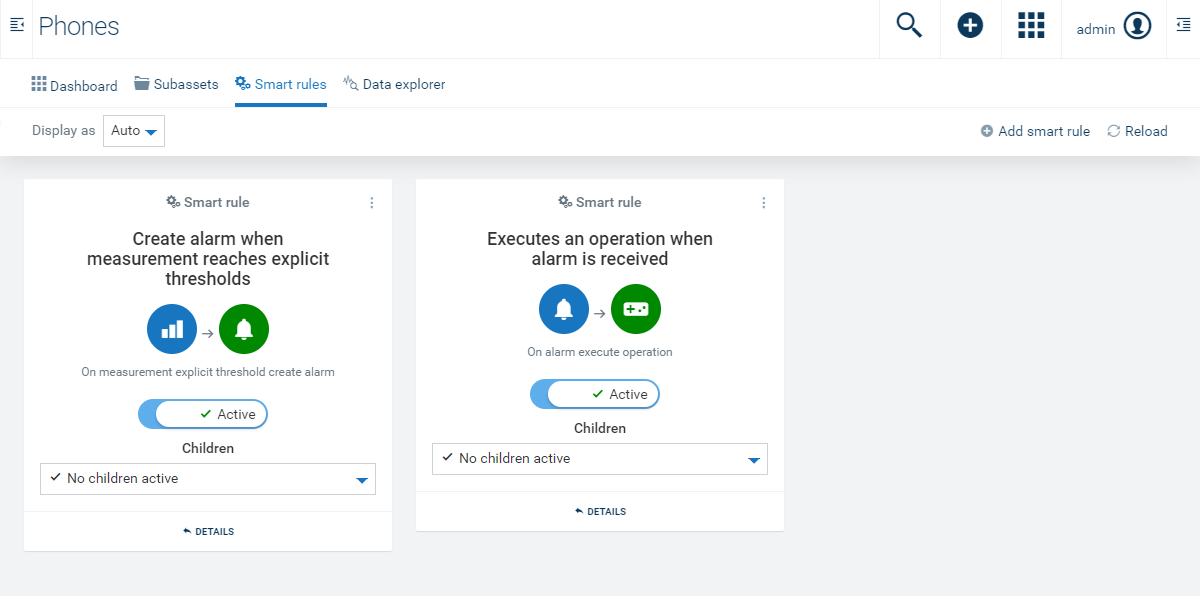 Phones
admin
Dashboard
Subassets
Smart rules
Data explorer
Display as
Auto
Add smart rule
Reload
Smart rule
Create alarm when
measurement reaches explicit
thresholds
On measurement explicit threshold create alarm
Active
Children
No children active
DETAILS
Smart rule
Executes an operation when
alarm is received
On alarm execute operation
Active
Children
No children active
DETAILS